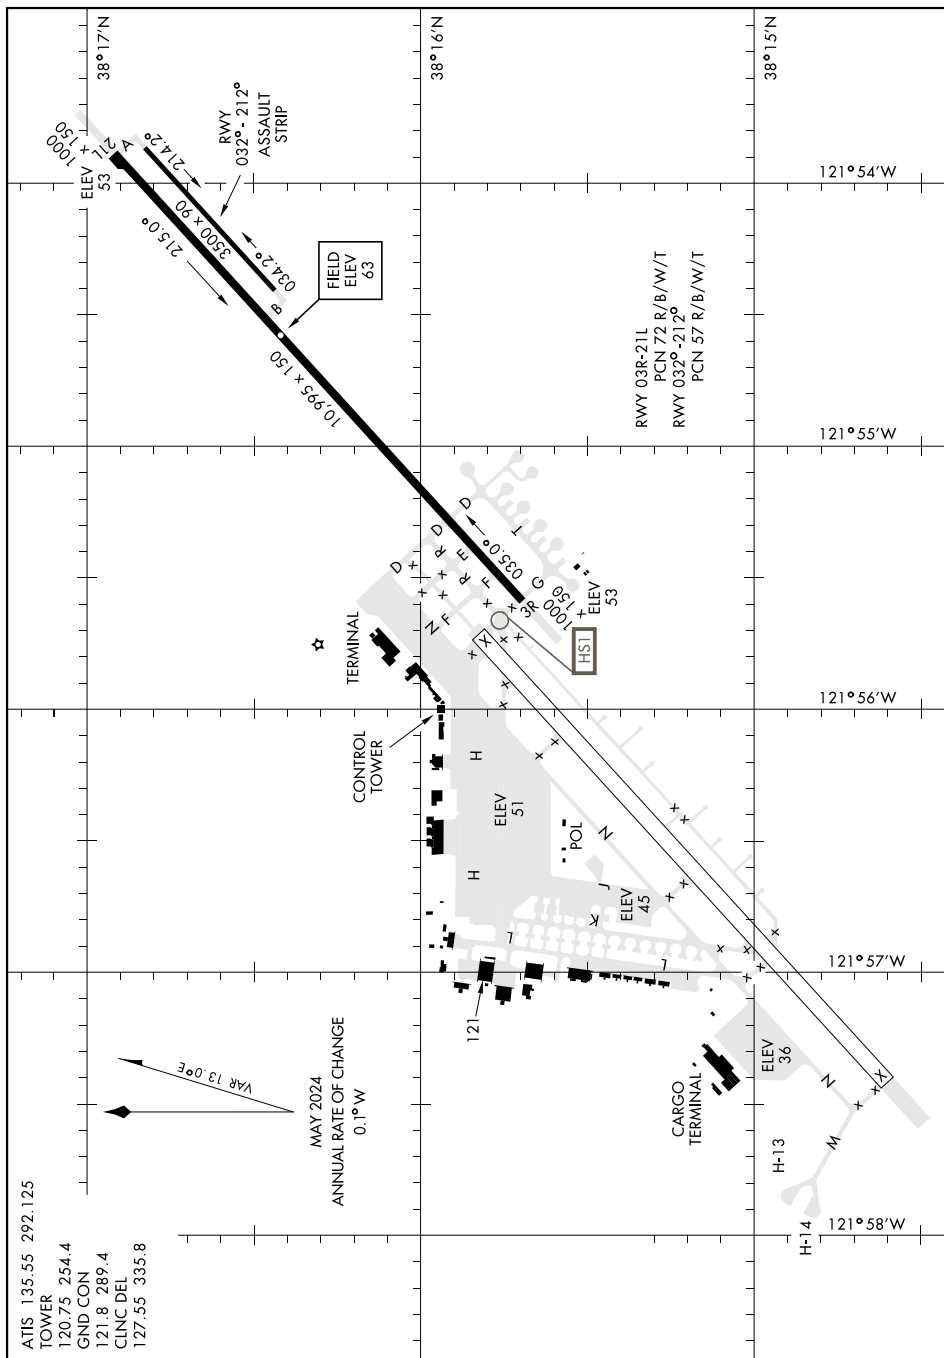 ATIS 135.55 292.125
TOWER
120.75 254.4
GND CON
121.8 289.4
CLNC DEL
127.55 335.8
VAR 13.0°E
MAY 2024
ANNUAL RATE OF CHANGE
0.1° W
38°17'N
38°16'N
38°15'N
121°54'W
121°55'W
121°56'W
121°57'W
121°58'W
1000
x 150
ELEV
53
21L
A
214.2°
RWY
032°-212°
ASSAULT
STRIP
215.0°
3500 x 90
034.2°
B
FIELD
ELEV
63
10,995 x 150
RWY 03R-21L
PCN 72 R/B/W/T
RWY 032°-212°
PCN 57 R/B/W/T
D
D
D
R
E
R
F
F
N
T
G
035.0°
3R
1000
x 150
ELEV
53
HS1
X
TERMINAL
CONTROL
TOWER
H
H
ELEV
51
POL
N
J
K
ELEV
45
L
L
121
CARGO
TERMINAL
ELEV
36
N
X
W
H-13
H-14